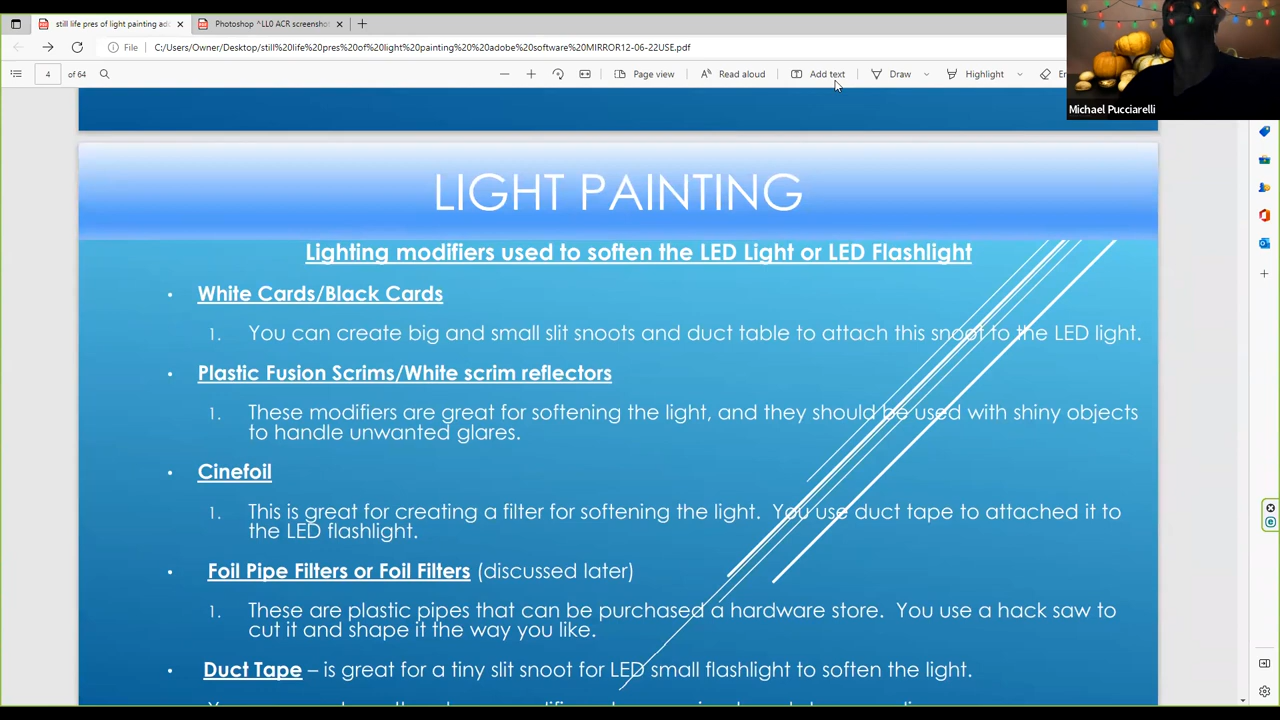 still life pres of light painting ado
Photoshop ^LL0 ACR screenshot
File
C:/Users/Owner/Desktop/still%20life%20pres%20of%20light%20painting%20%20adobe%20software%20MIRROR12-06-22USE.pdf
4 of 64
Page view
Read aloud
Add text
Draw
Highlight
Michael Pucciarelli
LIGHT PAINTING
Lighting modifiers used to soften the LED Light or LED Flashlight
• White Cards/Black Cards
1. You can create big and small slit snoots and duct table to attach this snoot to the LED light.
• Plastic Fusion Scrims/White scrim reflectors
1. These modifiers are great for softening the light, and they should be used with shiny objects
to handle unwanted glares.
• Cinefoil
1. This is great for creating a filter for softening the light. You use duct tape to attached it to
the LED flashlight.
• Foil Pipe Filters or Foil Filters (discussed later)
1. These are plastic pipes that can be purchased a hardware store. You use a hack saw to
cut it and shape it the way you like.
• Duct Tape – is great for a tiny slit snoot for LED small flashlight to soften the light.